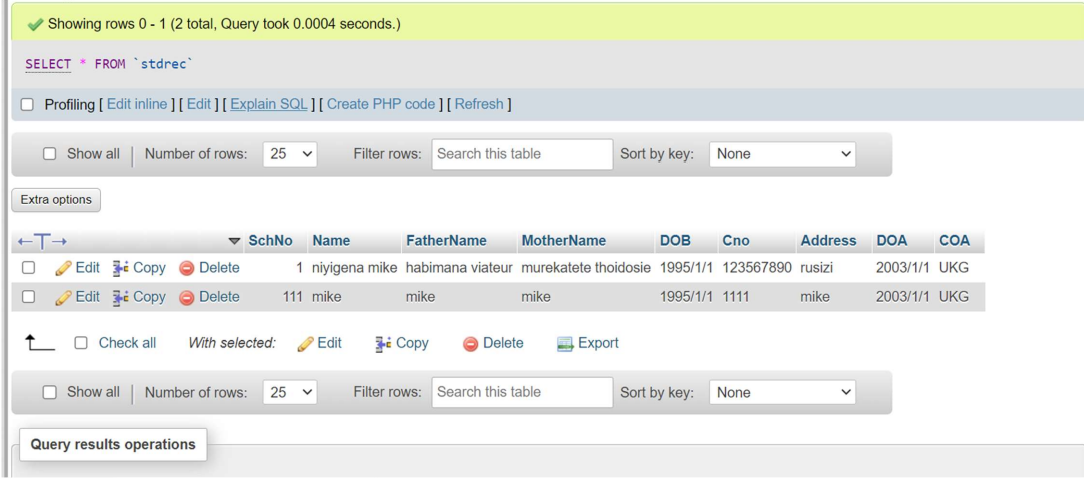 Showing rows 0 - 1 (2 total, Query took 0.0004 seconds.)
SELECT * FROM `stdrec`
Profiling [ Edit inline ] [ Edit ] [ Explain SQL ] [ Create PHP code ] [ Refresh ]
Show all | Number of rows: 25 Filter rows: Search this table Sort by key: None
Extra options
←T→ SchNo Name FatherName MotherName DOB Cno Address DOA COA
Edit Copy Delete 1 niyigena mike habimana viateur murekatete thoidosie 1995/1/1 123567890 rusizi 2003/1/1 UKG
Edit Copy Delete 111 mike mike mike 1995/1/1 1111 mike 2003/1/1 UKG
Check all With selected: Edit Copy Delete Export
Show all | Number of rows: 25 Filter rows: Search this table Sort by key: None
Query results operations